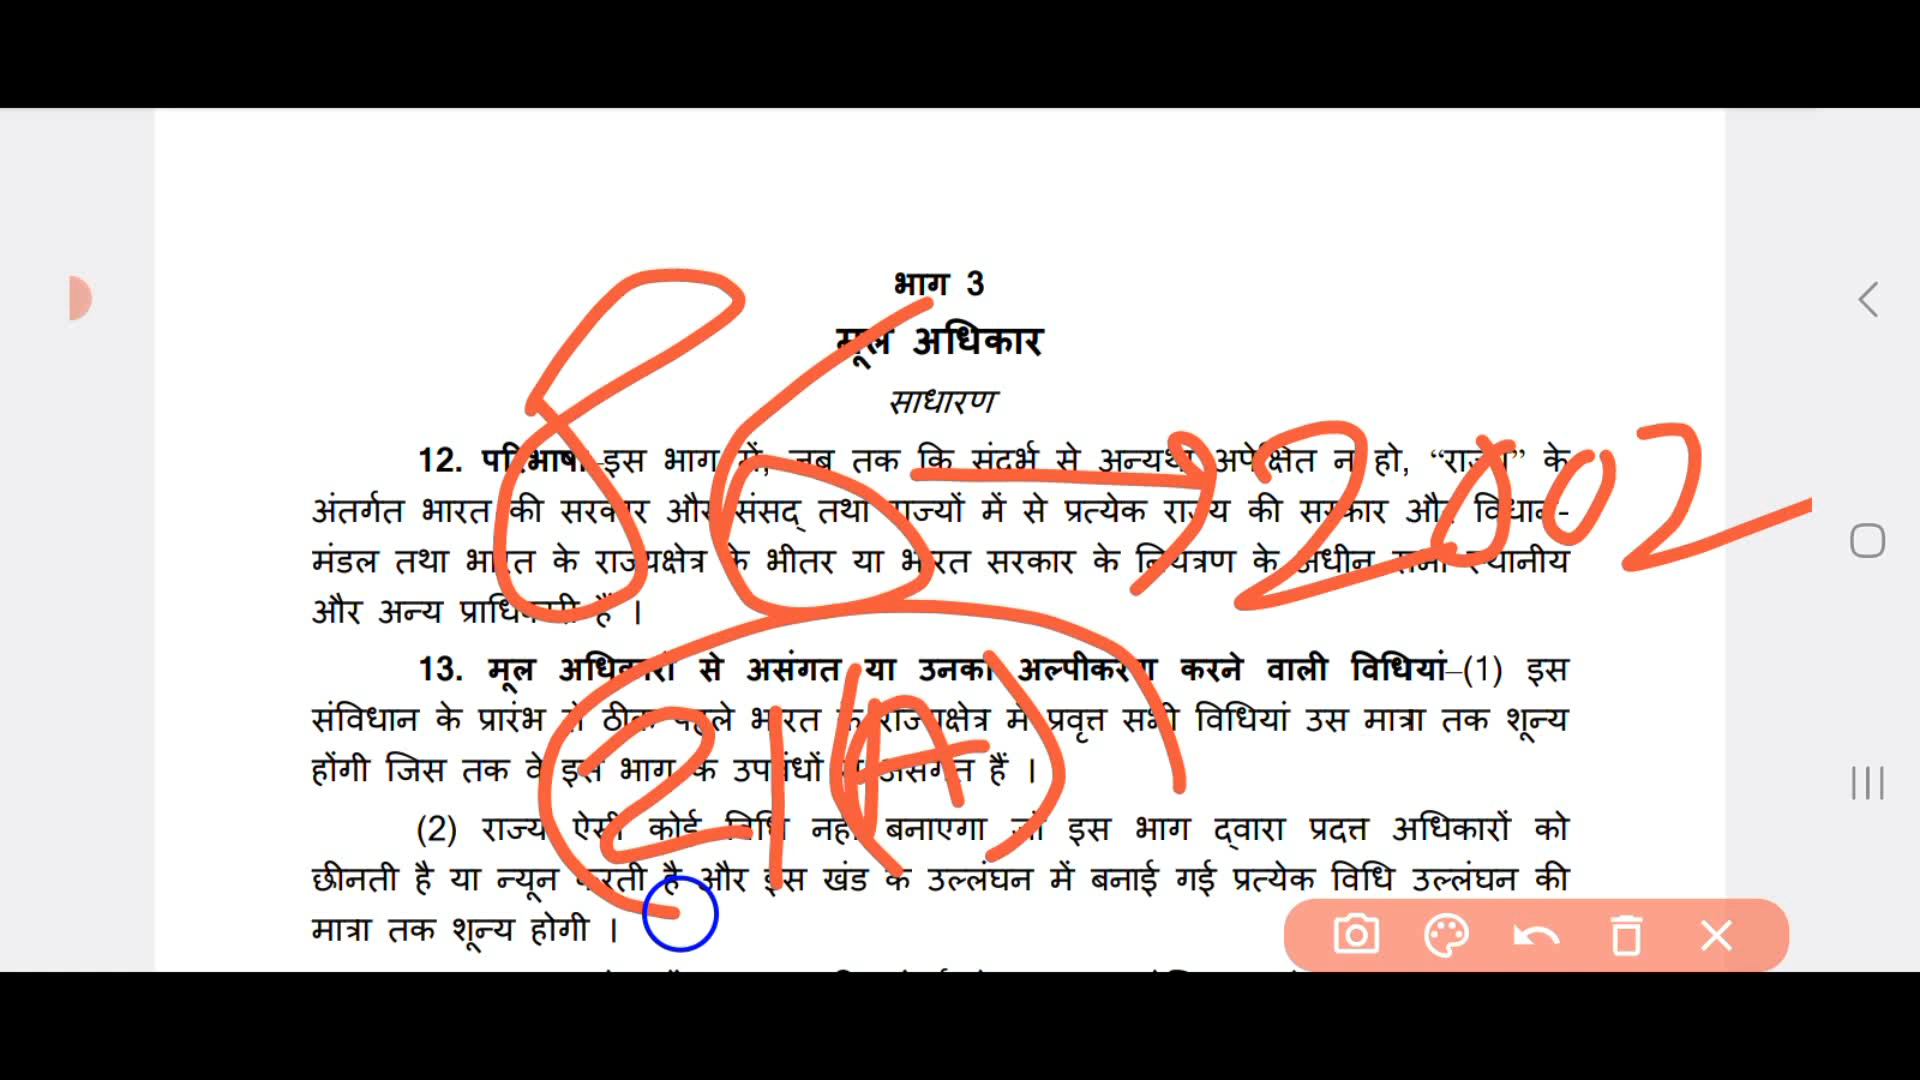 भाग 3
मूल अधिकार
साधारण
12. परिभाषा–इस भाग में, जब तक कि संदर्भ से अन्यथा अपेक्षित न हो, “राज्य” के
अंतर्गत भारत की सरकार और संसद् तथा राज्यों में से प्रत्येक राज्य की सरकार और विधान-
मंडल तथा भारत के राज्यक्षेत्र के भीतर या भारत सरकार के नियंत्रण के अधीन सभी स्थानीय
और अन्य प्राधिकारी हैं ।
86 → 2002
13. मूल अधिकारों से असंगत या उनका अल्पीकरण करने वाली विधियां–(1) इस
संविधान के प्रारंभ से ठीक पहले भारत के राज्यक्षेत्र में प्रवृत्त सभी विधियां उस मात्रा तक शून्य
होंगी जिस तक वे इस भाग के उपबंधों से असंगत हैं ।
21(A)
(2) राज्य ऐसी कोई विधि नहीं बनाएगा जो इस भाग द्वारा प्रदत्त अधिकारों को
छीनती है या न्यून करती है और इस खंड के उल्लंघन में बनाई गई प्रत्येक विधि उल्लंघन की
मात्रा तक शून्य होगी ।